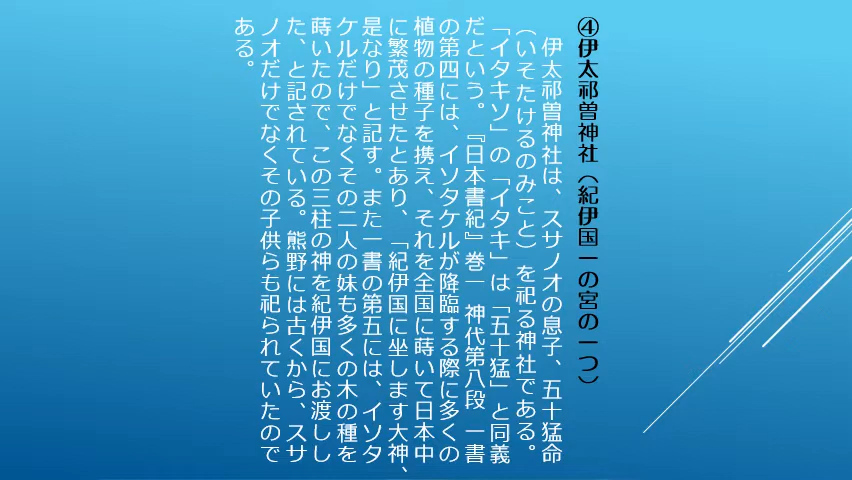 ④伊太祁曽神社（紀伊国一の宮の一つ）
伊太祁曽神社は、スサノオの息子、五十猛命
（いそたけるのみこと）を祀る神社である。
「イタキソ」の「イタキ」は「五十猛」と同義
だという。『日本書紀』巻一　神代第八段　一書
の第四には、イソタケルが降臨する際に多くの
植物の種子を携え、それを全国に蒔いて日本中
に繁茂させたとあり、「紀伊国に坐します大神、
是なり」と記す。また一書の第五には、イソタ
ケルだけでなくその二人の妹も多くの木の種を
蒔いたので、この三柱の神を紀伊国にお渡しし
た、と記されている。熊野には古くから、スサ
ノオだけでなくその子供らも祀られていたので
ある。